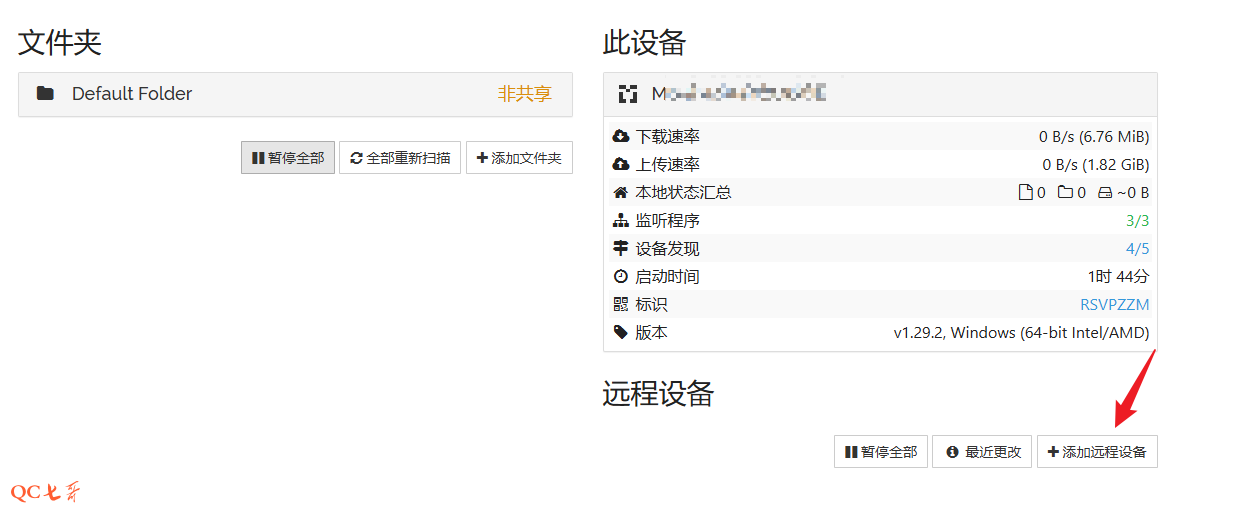 文件夹
Default Folder 非共享
暂停全部 全部重新扫描 添加文件夹
此设备
下载速率 0 B/s (6.76 MiB)
上传速率 0 B/s (1.82 GiB)
本地状态汇总 0 0 ~0 B
监听程序 3/3
设备发现 4/5
启动时间 1时 44分
标识 RSVPZZM
版本 v1.29.2, Windows (64-bit Intel/AMD)
远程设备
暂停全部 最近更改 添加远程设备
QC七哥